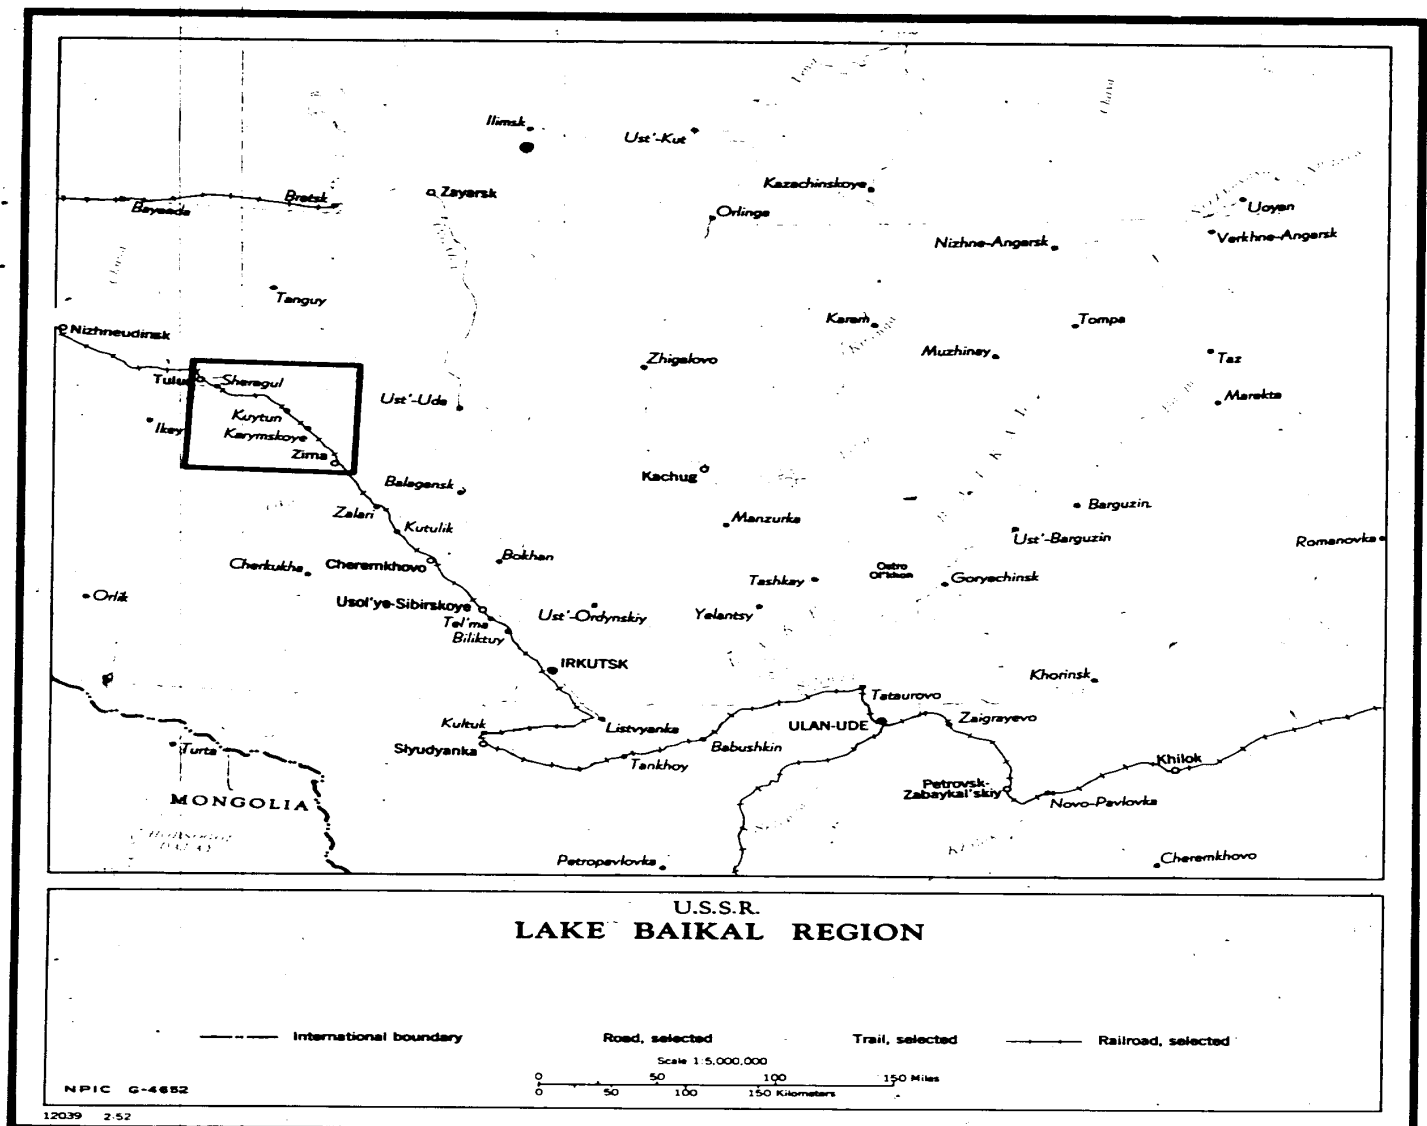 Ilimsk
Ust'-Kut
Kazachinskoye
Bratsk
Zayarsk
Bayaada
Orlinga
Uoyan
Verkhne-Angarsk
Nizhne-Angarsk
Tanguy
Nizhneudinsk
Karam
Tompa
Muzhinay
Taz
Zhigalovo
Tulun
Sheragul
Marakta
Ust'-Uda
Kuytun
Ikey
Karymskoye
Zima
Kachug
Balagansk
Barguzin
Zalari
Manzurka
Kutulik
Ust'-Barguzin
Romanovka
Bokhan
Cherkukha
Cheremkhovo
Ostro
Ol'khon
Tashkay
Goryachinsk
Orlik
Usol'ye-Sibirskoye
Ust'-Ordynskiy
Yelantsy
Tel'ma
Biliktuy
IRKUTSK
Khorinsk
Tataurovo
Kultuk
Listvyanka
ULAN-UDE
Zaigrayevo
Slyudyanka
Babushkin
Turta
Tankhoy
Khilok
Petrovsk-
Zabaykal'skiy
Novo-Pavlovka
MONGOLIA
Petropavlovka
Cheremkhovo
U.S.S.R.
LAKE BAIKAL REGION
International boundary
Road, selected
Trail, selected
Railroad, selected
Scale 1:5,000,000
0 50 100 150 Miles
0 50 100 150 Kilometers
NPIC G-4652
12039 2-52